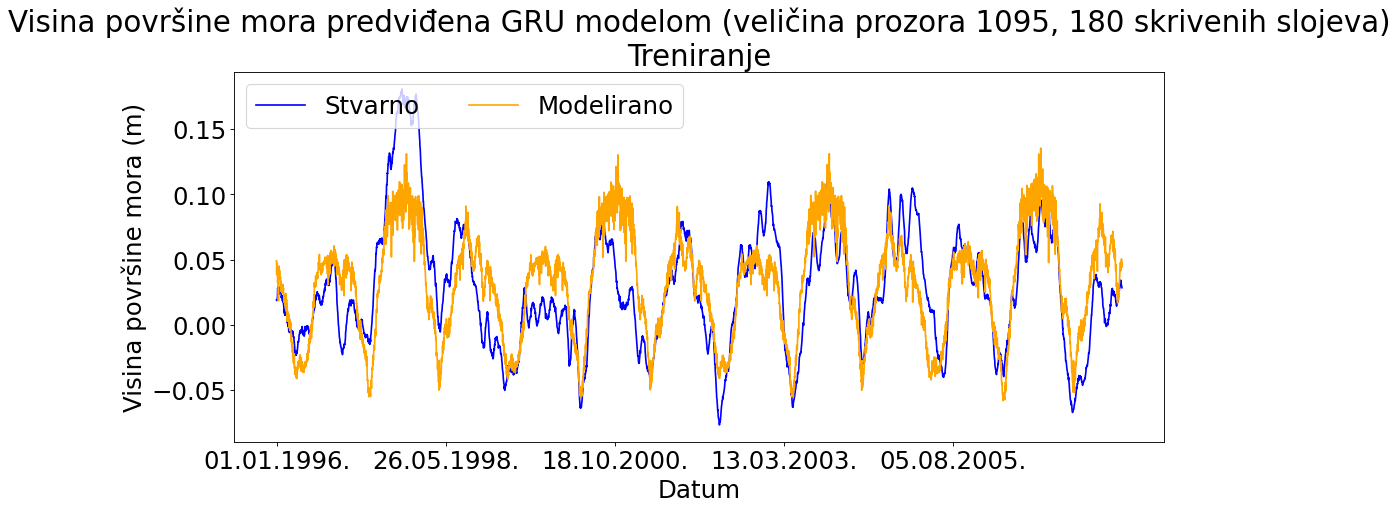 Visina površine mora predviđena GRU modelom (veličina prozora 1095, 180 skrivenih slojeva)
Treniranje
Stvarno Modelirano
Visina površine mora (m)
0.15
0.10
0.05
0.00
−0.05
01.01.1996. 26.05.1998. 18.10.2000. 13.03.2003. 05.08.2005.
Datum